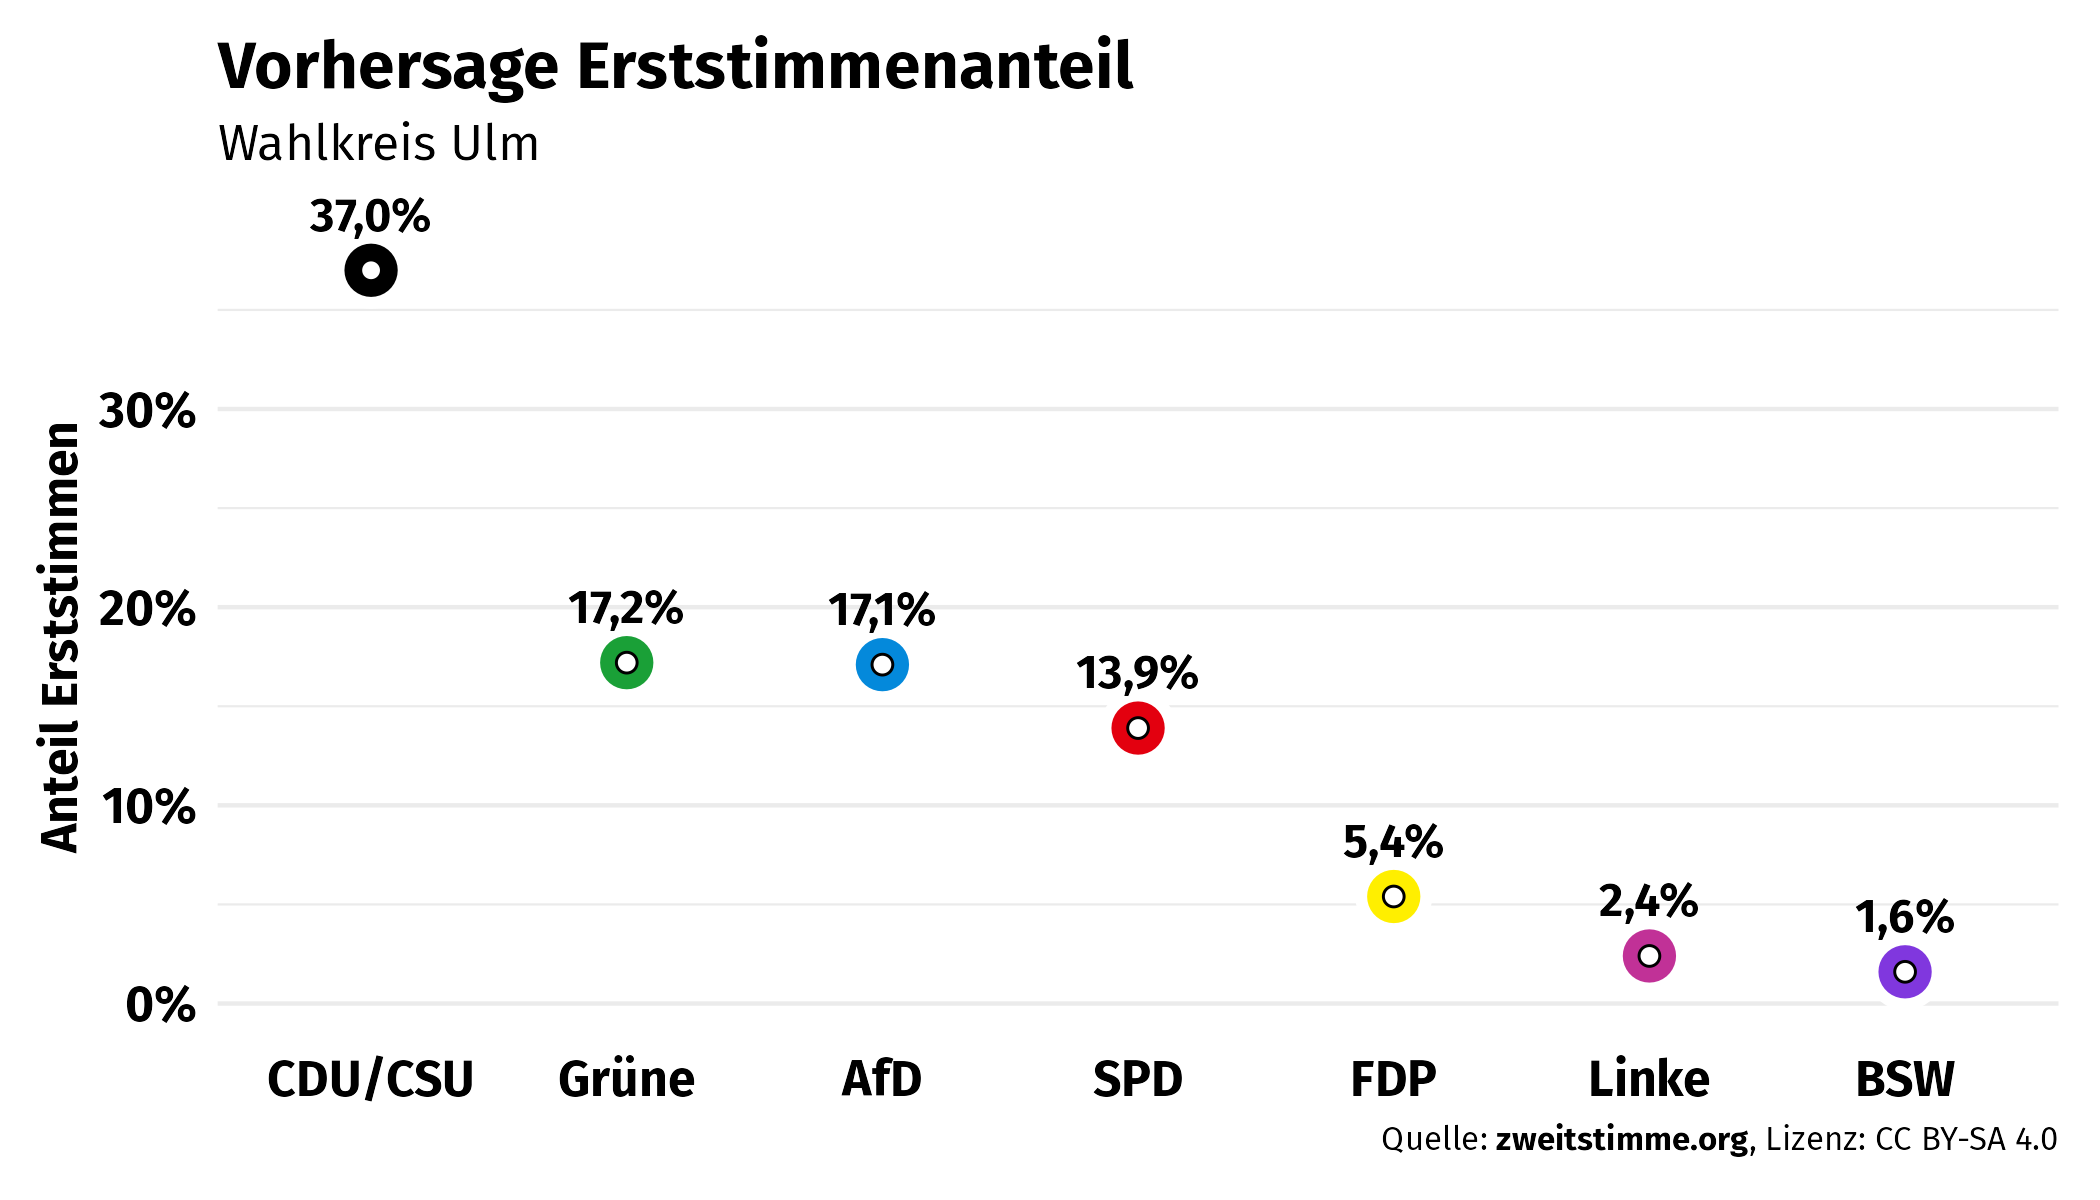 Vorhersage Erststimmenanteil
Wahlkreis Ulm
37,0%
30%
20%
10%
0%
Anteil Erststimmen
17,2%
17,1%
13,9%
5,4%
2,4%
1,6%
CDU/CSU Grüne AfD SPD FDP Linke BSW
Quelle: zweitstimme.org, Lizenz: CC BY-SA 4.0